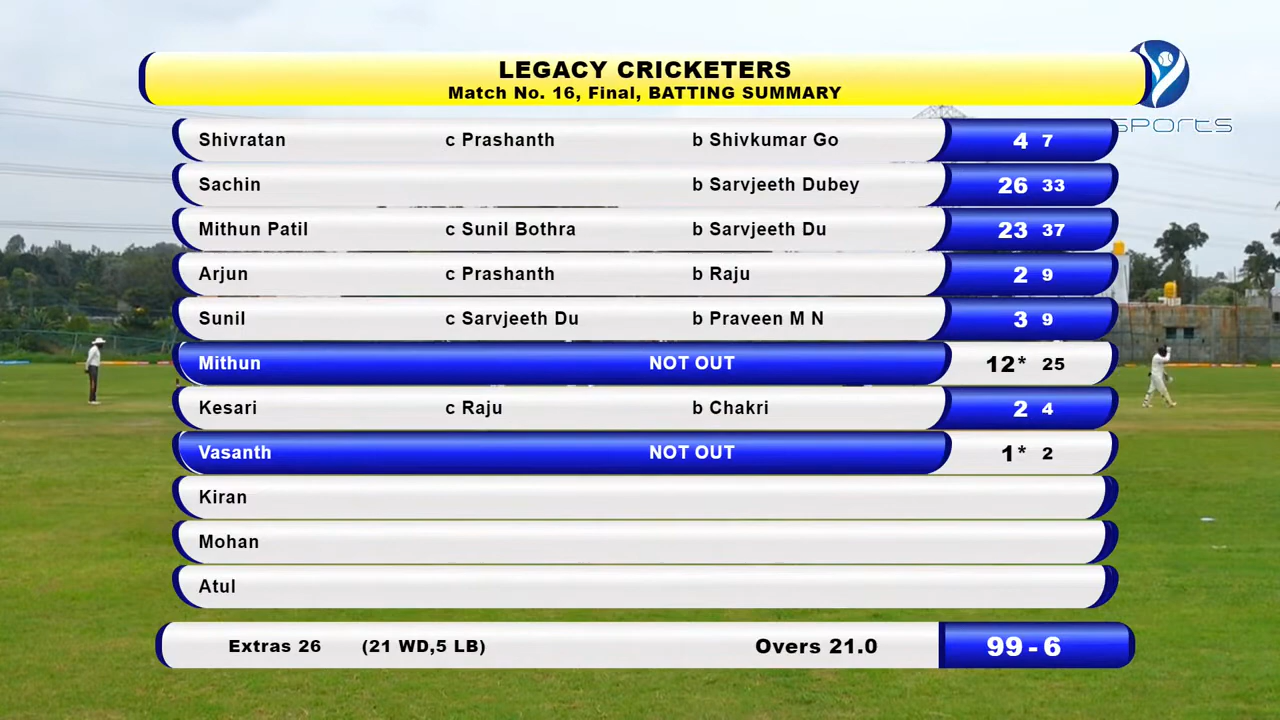 LEGACY CRICKETERS
Match No. 16, Final, BATTING SUMMARY
SPORTS
Shivratan c Prashanth b Shivkumar Go 4 7
Sachin b Sarvjeeth Dubey 26 33
Mithun Patil c Sunil Bothra b Sarvjeeth Du 23 37
Arjun c Prashanth b Raju 2 9
Sunil c Sarvjeeth Du b Praveen M N 3 9
Mithun NOT OUT 12* 25
Kesari c Raju b Chakri 2 4
Vasanth NOT OUT 1* 2
Kiran
Mohan
Atul
Extras 26 (21 WD,5 LB) Overs 21.0 99-6